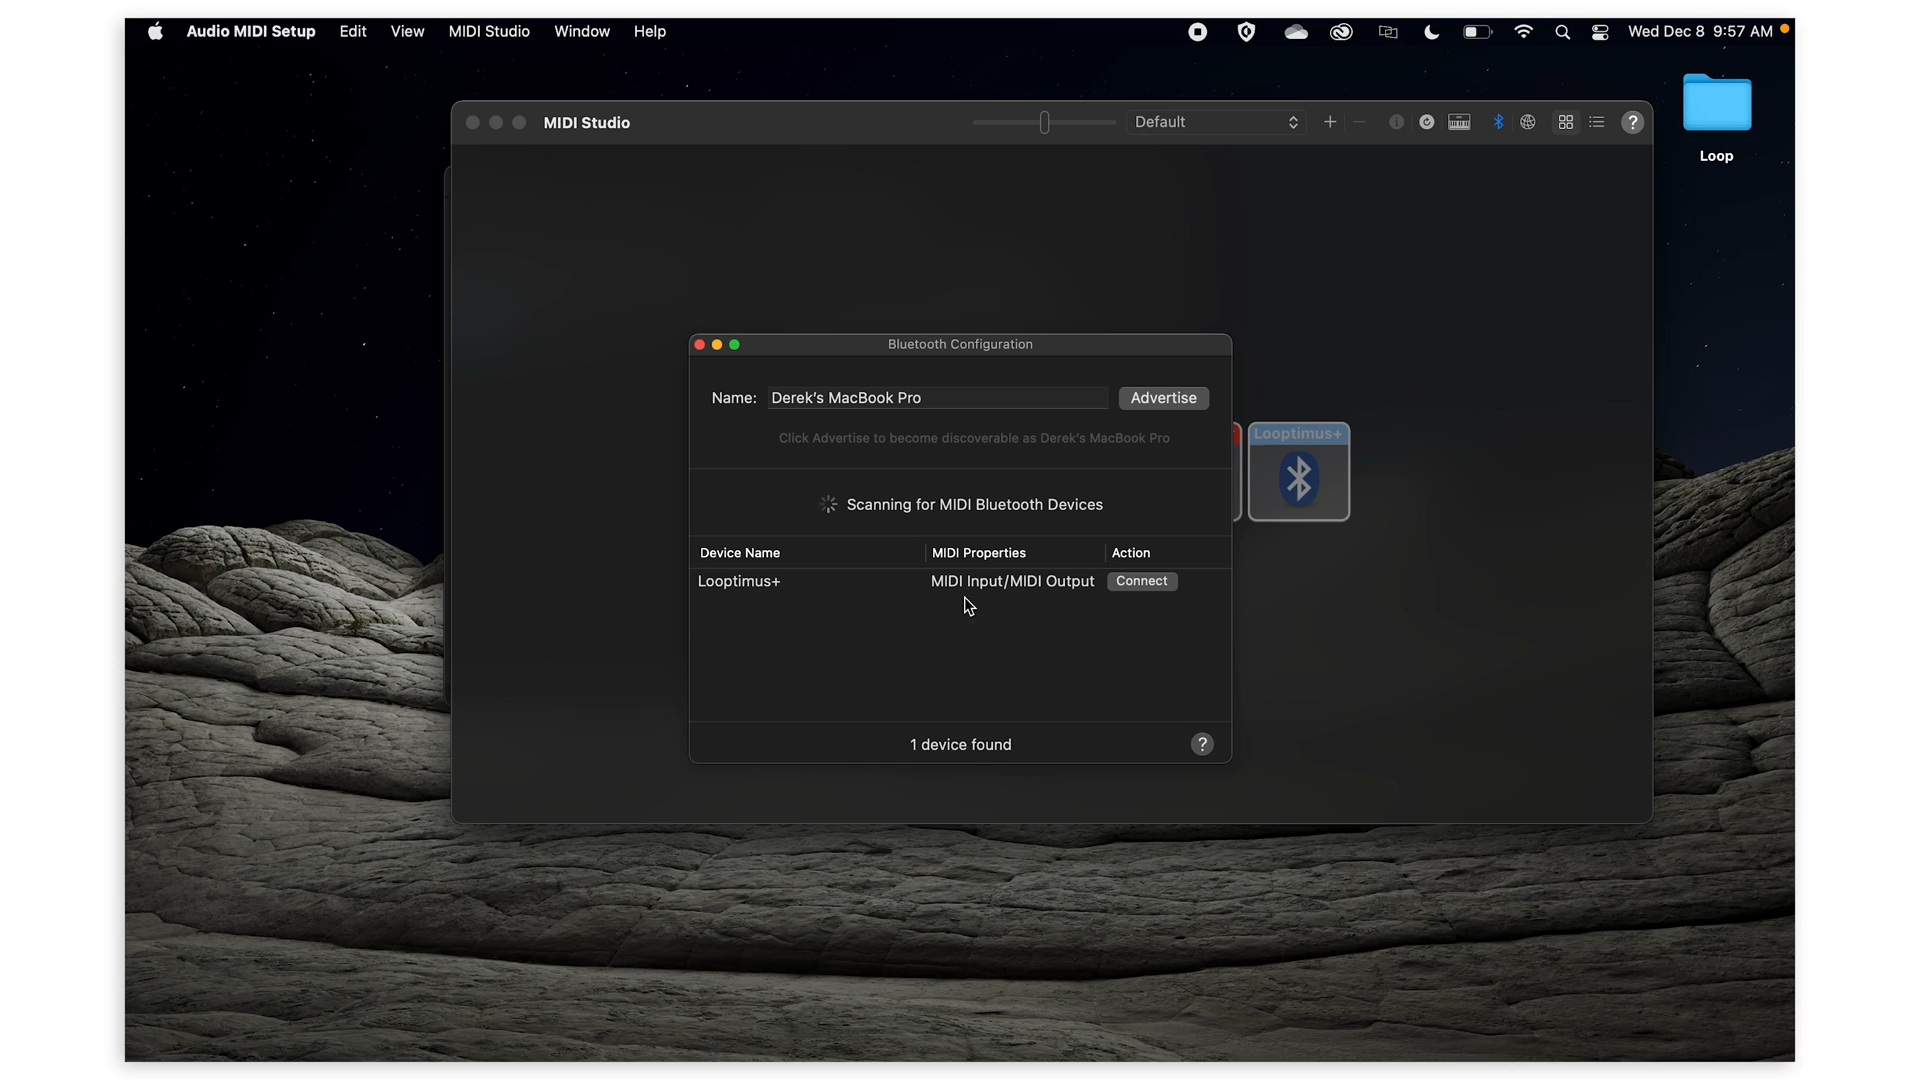 Audio MIDI Setup Edit View MIDI Studio Window Help Wed Dec 8 9:57 AM
Loop
MIDI Studio Default ?
Bluetooth Configuration
Name: Derek's MacBook Pro Advertise
Click Advertise to become discoverable as Derek's MacBook Pro
Looptimus+
Scanning for MIDI Bluetooth Devices
Device Name MIDI Properties Action
Looptimus+ MIDI Input/MIDI Output Connect
1 device found ?